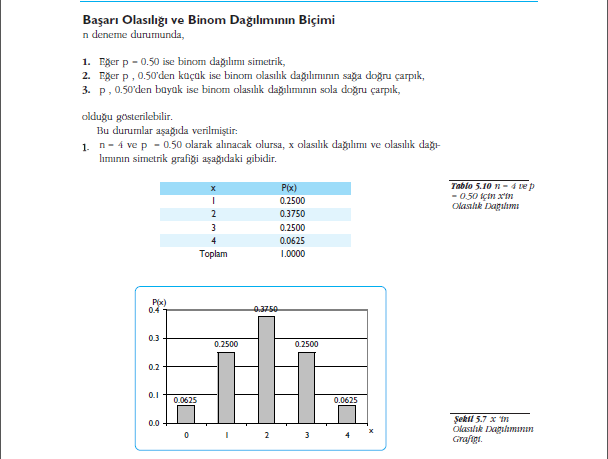 Başarı Olasılığı ve Binom Dağılımının Biçimi
n deneme durumunda,
1. Eğer p = 0.50 ise binom dağılımı simetrik,
2. Eğer p , 0.50'den küçük ise binom olasılık dağılımının sağa doğru çarpık,
3. p , 0.50'den büyük ise binom olasılık dağılımının sola doğru çarpık,
olduğu gösterilebilir.
Bu durumlar aşağıda verilmiştir:
1. n = 4 ve p = 0.50 olarak alınacak olursa, x olasılık dağılımı ve olasılık dağı-
lımının simetrik grafiği aşağıdaki gibidir.
x P(x)
1 0.2500
2 0.3750
3 0.2500
4 0.0625
Toplam 1.0000
Tablo 5.10 n = 4 ve p
= 0.50 için x'in
Olasılık Dağılımı
P(x)
0.4
0.3
0.2
0.1
0.0
0.0625
0.2500
0.3750
0.2500
0.0625
0 1 2 3 4
x
Şekil 5.7 x 'in
Olasılık Dağılımının
Grafiği.